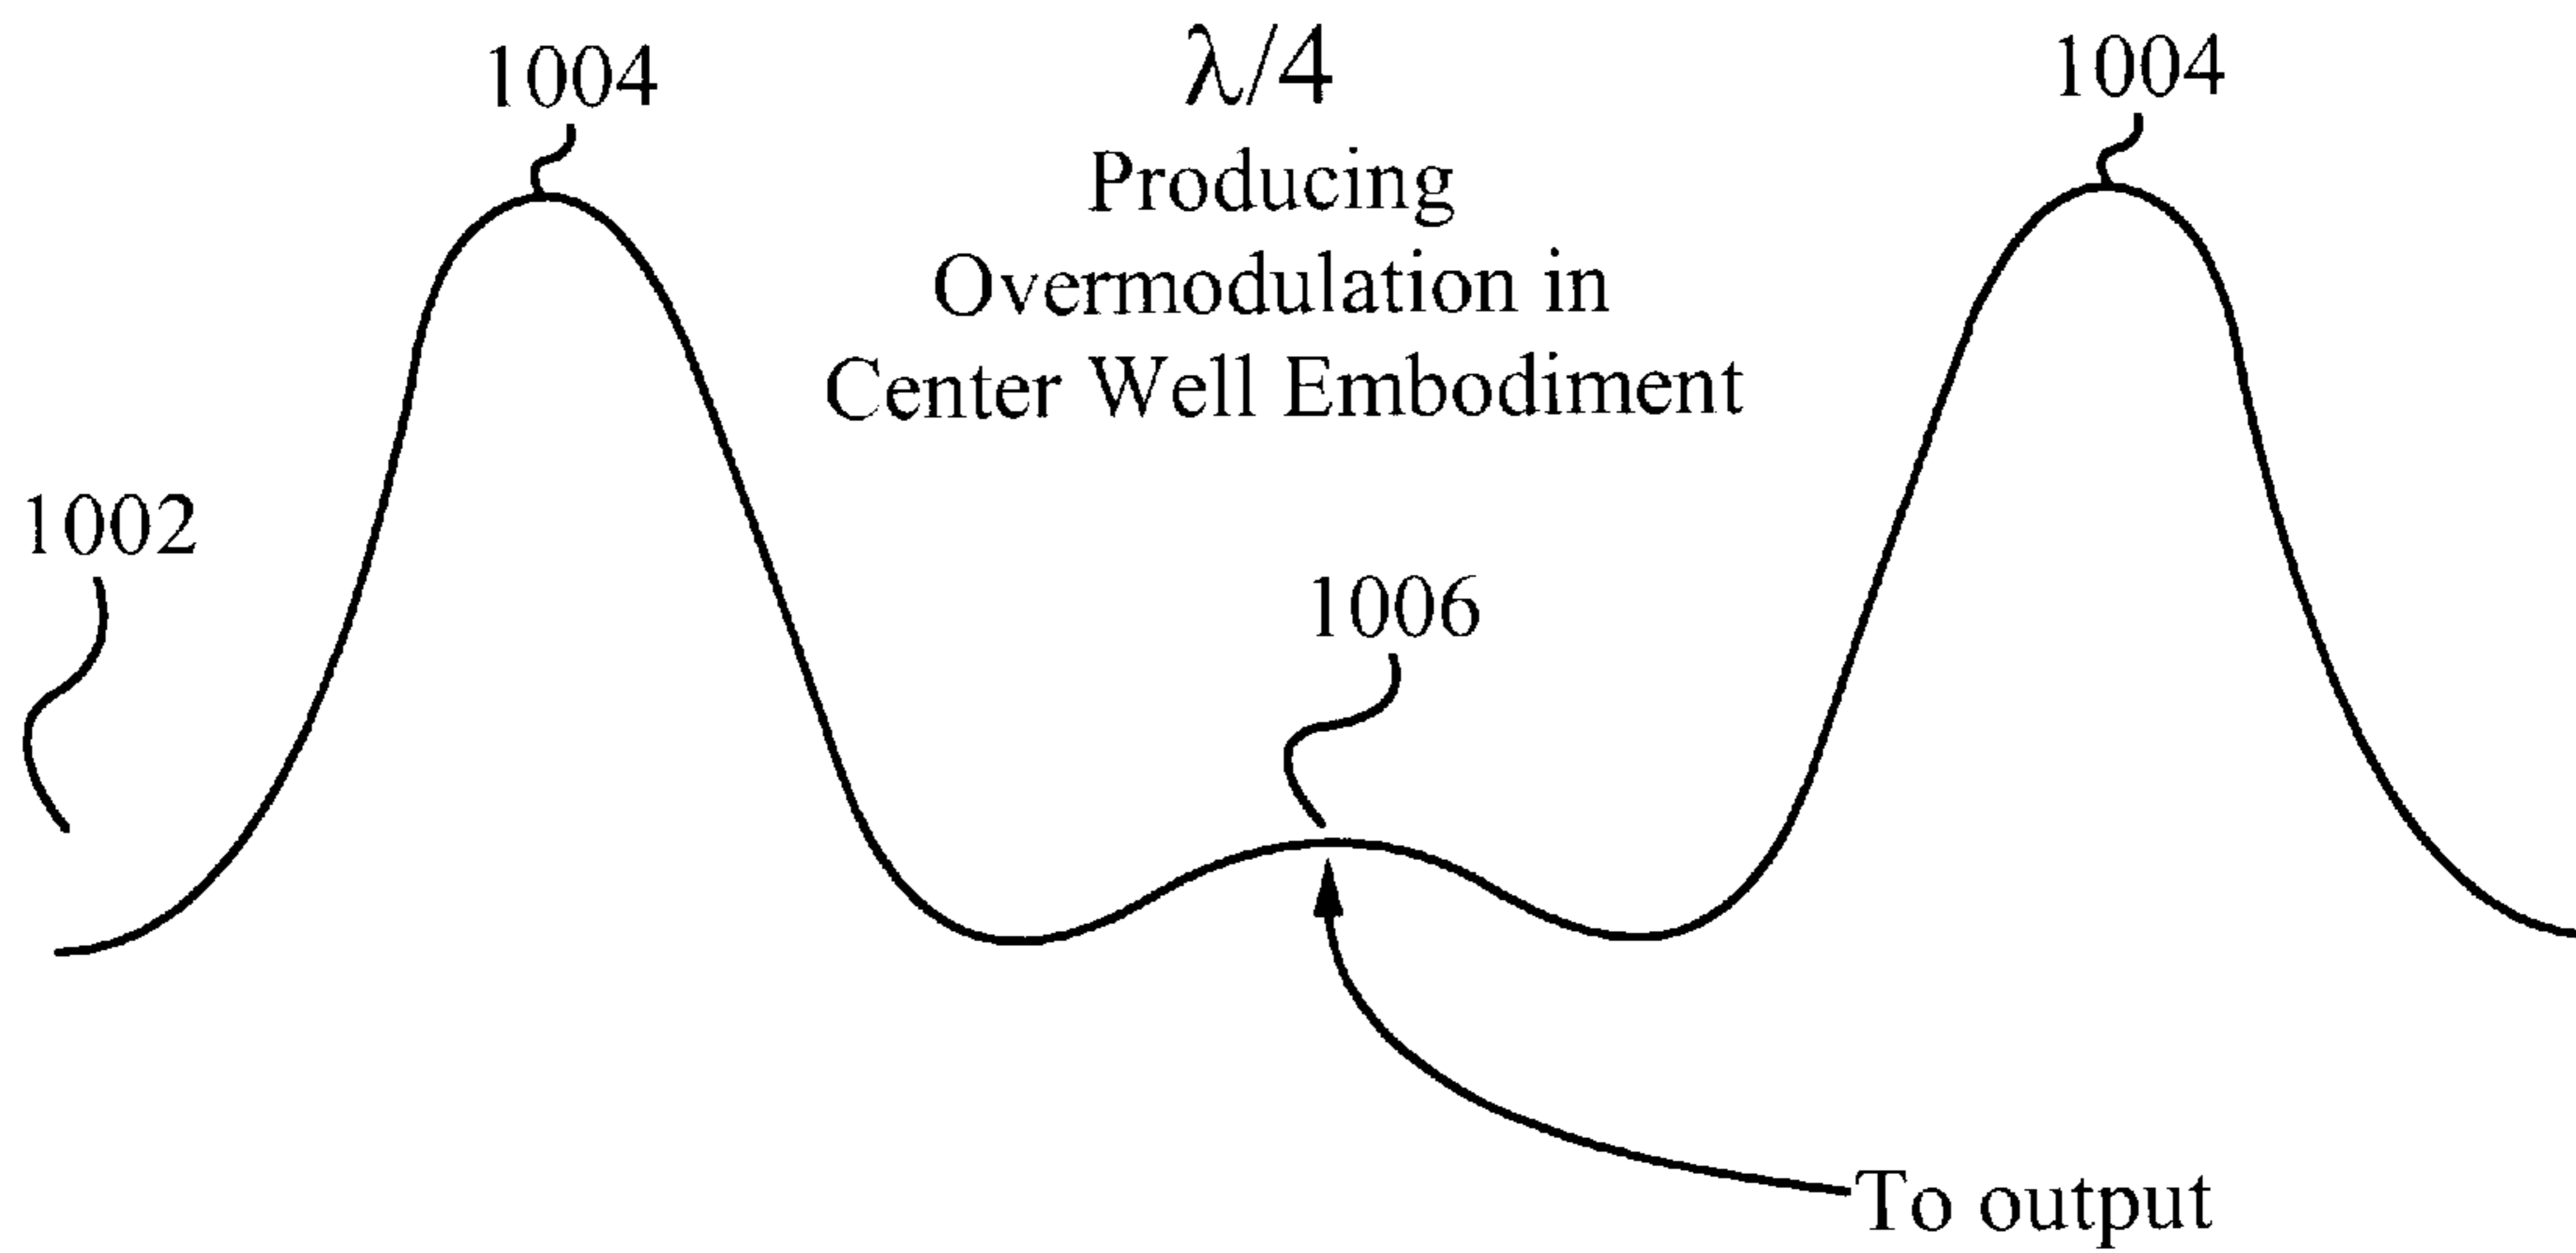 1004
λ/4
1004
Producing
Overmodulation in
Center Well Embodiment
1002
1006
To output